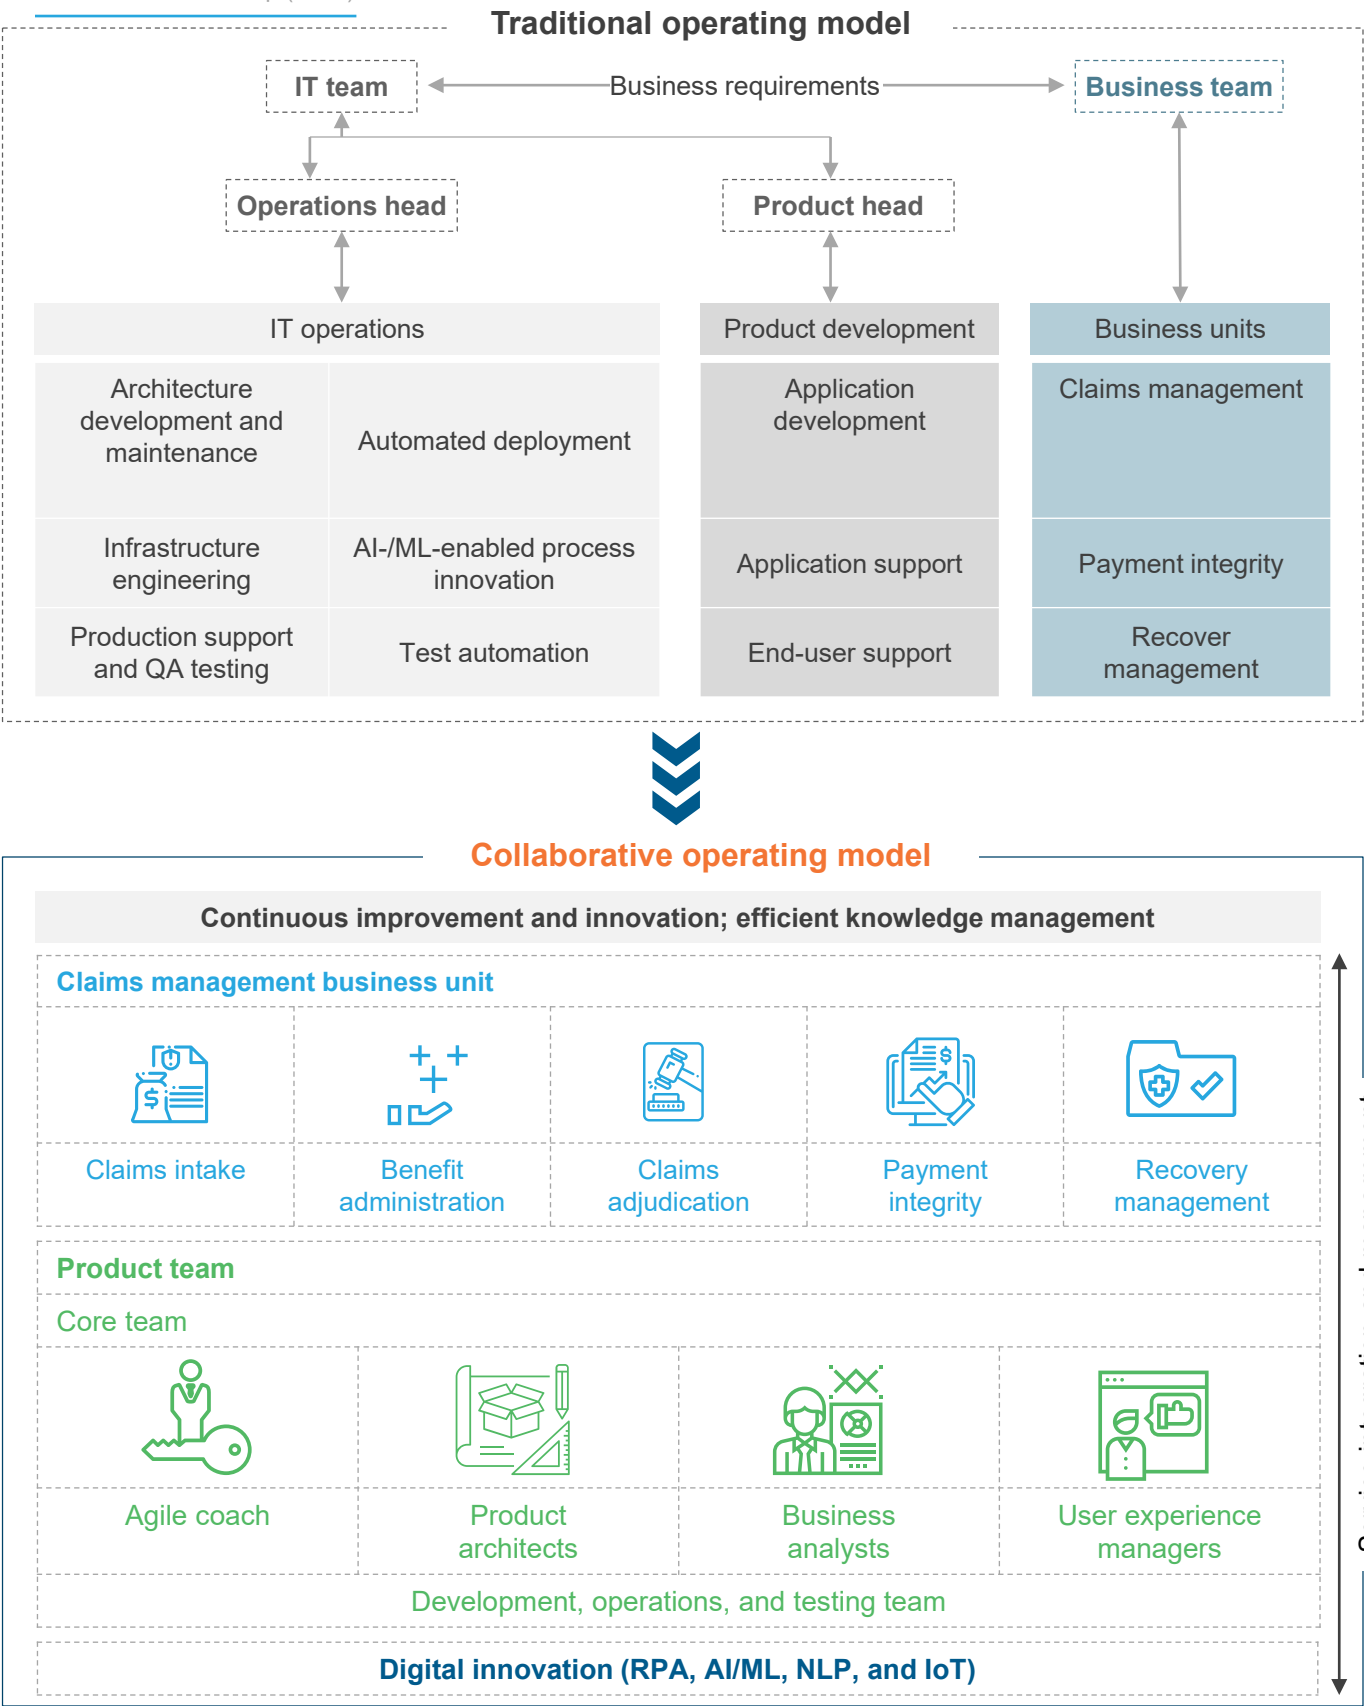 Traditional operating model
IT team
Business requirements
Business team
Operations head
Product head
IT operations
Product development
Business units
Architecture
development and
maintenance
Automated deployment
Application
development
Claims management
Infrastructure
engineering
AI-/ML-enabled process
innovation
Application support
Payment integrity
Production support
and QA testing
Test automation
End-user support
Recover
management
Collaborative operating model
Continuous improvement and innovation; efficient knowledge management
Claims management business unit
Claims intake
Benefit
administration
Claims
adjudication
Payment
integrity
Recovery
management
Product team
Core team
Agile coach
Product
architects
Business
analysts
User experience
managers
Development, operations, and testing team
Digital innovation (RPA, AI/ML, NLP, and IoT)